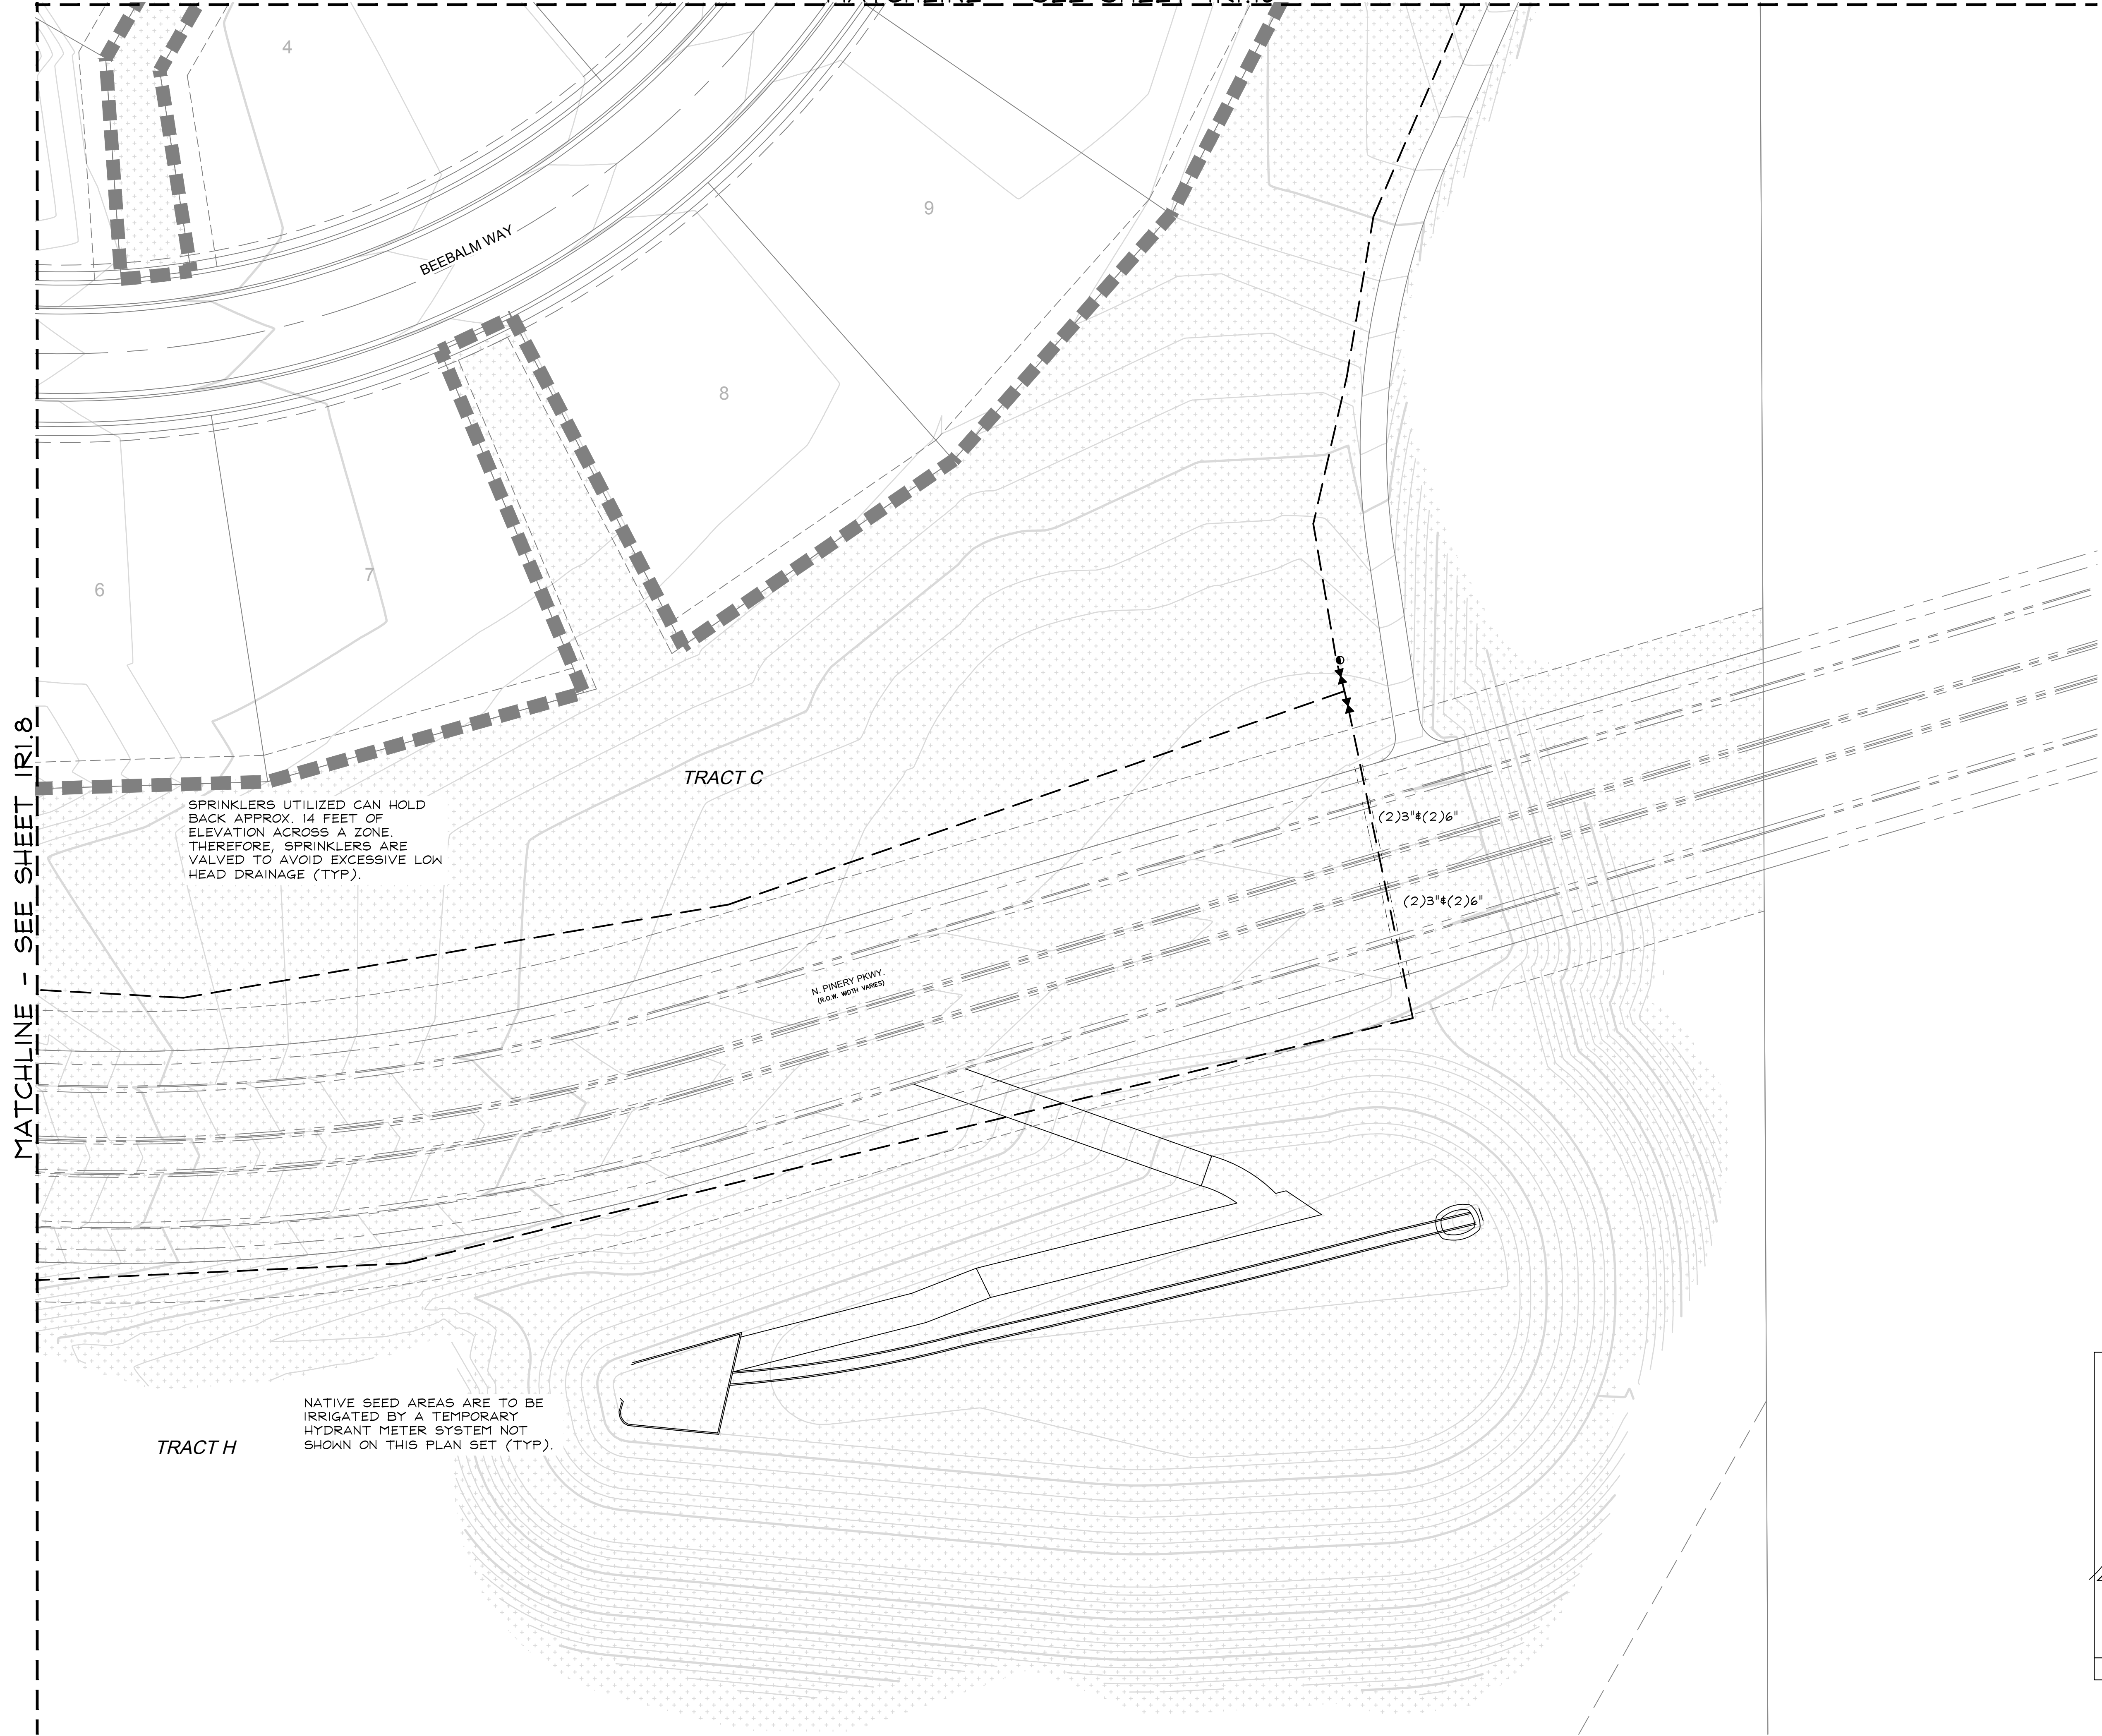 4
9
BEEBALM WAY
8
7
6
MATCHLINE - SEE SHEET IR1.8
TRACT C
SPRINKLERS UTILIZED CAN HOLD
BACK APPROX. 14 FEET OF
ELEVATION ACROSS A ZONE.
THEREFORE, SPRINKLERS ARE
VALVED TO AVOID EXCESSIVE LOW
HEAD DRAINAGE (TYP).
(2)3"&(2)6"
(2)3"&(2)6"
N. PINERY PKWY.
(R.O.W. WIDTH VARIES)
NATIVE SEED AREAS ARE TO BE
IRRIGATED BY A TEMPORARY
HYDRANT METER SYSTEM NOT
SHOWN ON THIS PLAN SET (TYP).
TRACT H